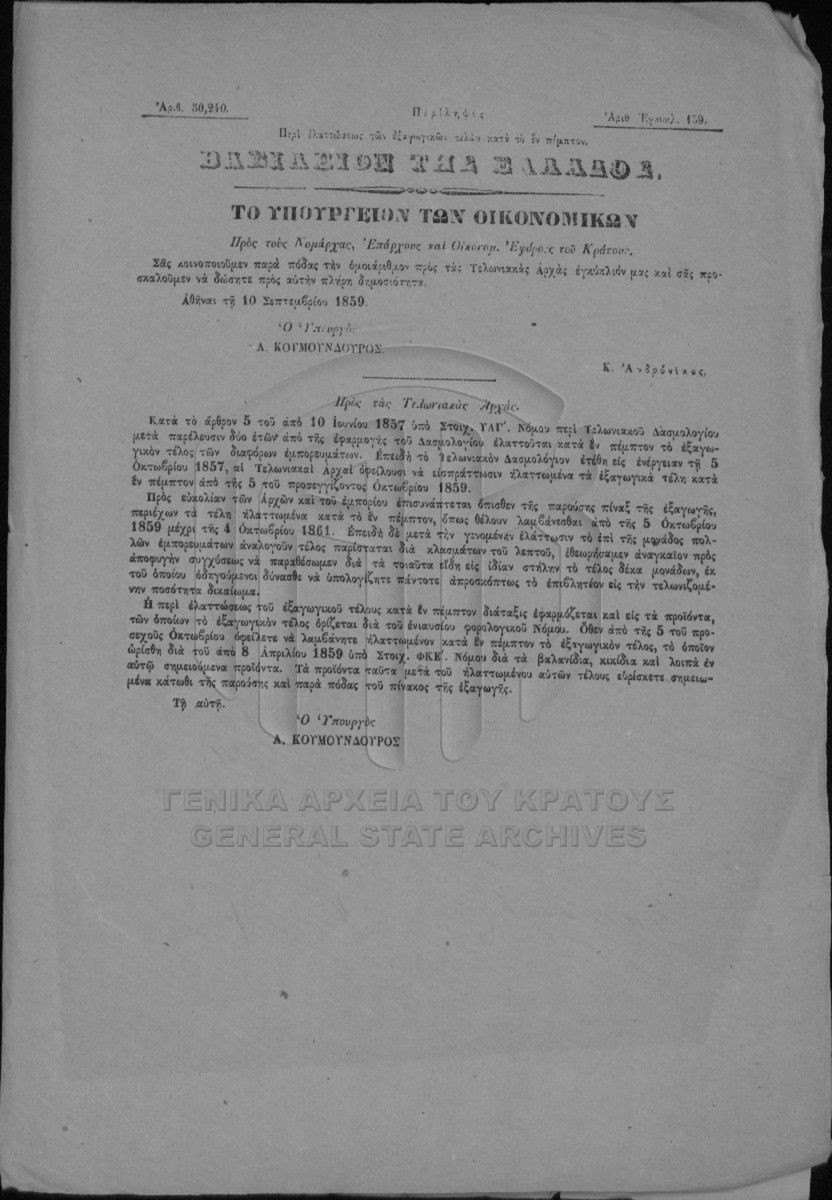 Ἀριθ. 50,240.
Περίληψις
Ἀριθ Ἐγκυκλ. 159.
Περὶ ἐλαττώσεως τῶν ἐξαγωγικῶν τελῶν κατὰ τὸ ἓν πέμπτον.
ΒΑΣΙΛΕΙΟΝ ΤΗΣ ΕΛΛΑΔΟΣ.
ΤΟ ΥΠΟΥΡΓΕΙΟΝ ΤΩΝ ΟΙΚΟΝΟΜΙΚΩΝ
Πρὸς τοὺς Νομάρχας, Ἐπάρχους καὶ Οἰκονομ. Ἐφόρους τοῦ Κράτους.
Σᾶς κοινοποιοῦμεν παρὰ πόδας τὴν ὁμοιάριθμον πρὸς τὰς Τελωνιακὰς Ἀρχὰς ἐγκύκλιόν μας καὶ σᾶς προ-
σκαλοῦμεν νὰ δώσητε πρὸς αὐτὴν πλήρη δημοσιότητα.
Ἀθῆναι τῇ 10 Σεπτεμβρίου 1859.
Ὁ Ὑπουργὸς
Α. ΚΟΥΜΟΥΝΔΟΥΡΟΣ.
Κ. Ἀνδρόνικος.
Πρὸς τὰς Τελωνιακὰς Ἀρχάς.
Κατὰ τὸ ἄρθρον 5 τοῦ ἀπὸ 10 Ἰουνίου 1857 ὑπὸ Στοιχ. ΥΛΓ'. Νόμου περὶ Τελωνιακοῦ Δασμολογίου
μετὰ παρέλευσιν δύο ἐτῶν ἀπὸ τῆς ἐφαρμογῆς τοῦ Δασμολογίου ἐλαττοῦται κατὰ ἓν πέμπτον τὸ ἐξαγω-
γικὸν τέλος τῶν διαφόρων ἐμπορευμάτων. Ἐπειδὴ τὸ Τελωνιακὸν Δασμολόγιον ἐτέθη εἰς ἐνέργειαν τῇ 5
Ὀκτωβρίου 1857, αἱ Τελωνιακαὶ Ἀρχαὶ ὀφείλουσι νὰ εἰσπράττωσιν ἠλαττωμένα τὰ ἐξαγωγικὰ τέλη κατὰ
ἓν πέμπτον ἀπὸ τῆς 5 τοῦ προσεγγίζοντος Ὀκτωβρίου 1859.
Πρὸς εὐκολίαν τῶν Ἀρχῶν καὶ τοῦ ἐμπορίου ἐπισυνάπτεται ὄπισθεν τῆς παρούσης πίναξ τῆς ἐξαγωγῆς,
περιέχων τὰ τέλη ἠλαττωμένα κατὰ τὸ ἓν πέμπτον, ὅπως θέλουν λαμβάνεσθαι ἀπὸ τῆς 5 Ὀκτωβρίου
1859 μέχρι τῆς 4 Ὀκτωβρίου 1861. Ἐπειδὴ δὲ μετὰ τὴν γενομένην ἐλάττωσιν τὸ ἐπὶ τῆς μονάδος πολ-
λῶν ἐμπορευμάτων ἀναλογοῦν τέλος παρίσταται διὰ κλασμάτων τοῦ λεπτοῦ, ἐθεωρήσαμεν ἀναγκαῖον πρὸς
ἀποφυγὴν συγχύσεως νὰ παραθέσωμεν διὰ τὰ τοιαῦτα εἴδη εἰς ἰδίαν στήλην τὸ τέλος δέκα μονάδων, ἐκ
τοῦ ὁποίου ὁδηγούμενοι δύνασθε νὰ ὑπολογίζητε πάντοτε ἀπροσκόπτως τὸ ἐπιβλητέον εἰς τὴν τελωνιζομέ-
νην ποσότητα δικαίωμα.
Ἡ περὶ ἐλαττώσεως τοῦ ἐξαγωγικοῦ τέλους κατὰ ἓν πέμπτον διάταξις ἐφαρμόζεται καὶ εἰς τὰ προϊόντα,
τῶν ὁποίων τὸ ἐξαγωγικὸν τέλος ὁρίζεται διὰ τοῦ ἐνιαυσίου φορολογικοῦ Νόμου. Ὅθεν ἀπὸ τῆς 5 τοῦ προ-
σεχοῦς Ὀκτωβρίου ὀφείλετε νὰ λαμβάνητε ἠλαττωμένον κατὰ ἓν πέμπτον τὸ ἐξαγωγικὸν τέλος, τὸ ὁποῖον
ὡρίσθη διὰ τοῦ ἀπὸ 8 Ἀπριλίου 1859 ὑπὸ Στοιχ. ΦΚΕ'. Νόμου διὰ τὰ βαλανίδια, κικίδια καὶ λοιπὰ ἐν
αὐτῷ σημειούμενα προϊόντα. Τὰ προϊόντα ταῦτα μετὰ τοῦ ἠλαττωμένου αὐτῶν τέλους εὑρίσκετε σημειω-
μένα κάτωθι τῆς παρούσης καὶ παρὰ πόδας τοῦ πίνακος τῆς ἐξαγωγῆς.
Τῇ αὐτῇ.
Ὁ Ὑπουργὸς
Α. ΚΟΥΜΟΥΝΔΟΥΡΟΣ
ΓΕΝΙΚΑ ΑΡΧΕΙΑ ΤΟΥ ΚΡΑΤΟΥΣ
GENERAL STATE ARCHIVES